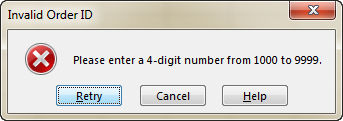 Invalid Order ID
Please enter a 4-digit number from 1000 to 9999.
Retry Cancel Help